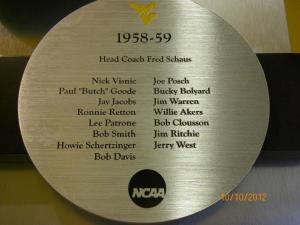 WV
1958-59
Head Coach Fred Schaus
Nick Visnic Joe Posch
Paul "Butch" Goode Bucky Bolyard
Jay Jacobs Jim Warren
Ronnie Retton Willie Akers
Lee Patrone Bob Clousson
Bob Smith Jim Ritchie
Howie Schertzinger Jerry West
Bob Davis
NCAA
10/10/2012